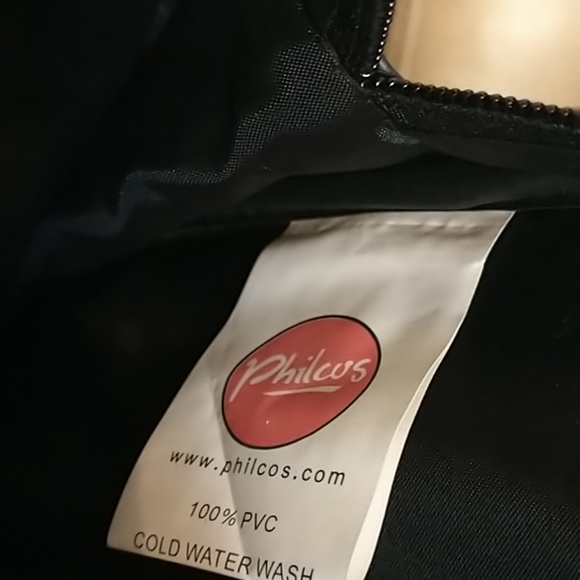 Philcos
www.philcos.com
100% PVC
COLD WATER WASH